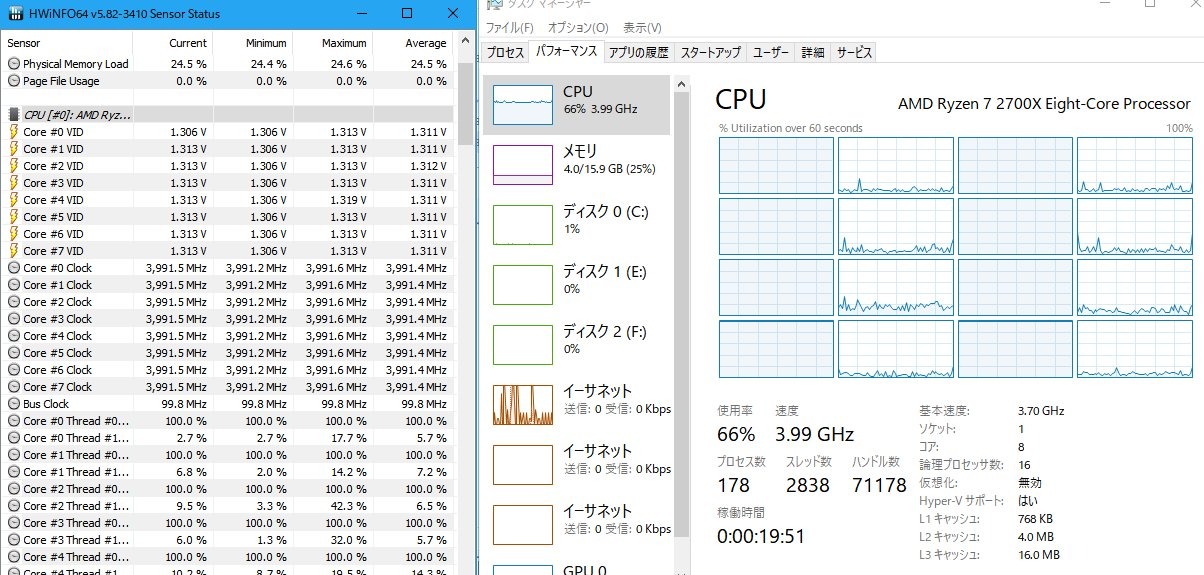 HWiNFO64 v5.82-3410 Sensor Status
Sensor Current Minimum Maximum Average
Physical Memory Load 24.5 % 24.4 % 24.6 % 24.5 %
Page File Usage 0.0 % 0.0 % 0.0 % 0.0 %
CPU [#0]: AMD Ryz...
Core #0 VID 1.306 V 1.306 V 1.313 V 1.311 V
Core #1 VID 1.313 V 1.306 V 1.313 V 1.311 V
Core #2 VID 1.313 V 1.306 V 1.313 V 1.312 V
Core #3 VID 1.313 V 1.306 V 1.313 V 1.311 V
Core #4 VID 1.313 V 1.306 V 1.319 V 1.311 V
Core #5 VID 1.313 V 1.306 V 1.313 V 1.311 V
Core #6 VID 1.313 V 1.306 V 1.313 V 1.311 V
Core #7 VID 1.313 V 1.306 V 1.313 V 1.311 V
Core #0 Clock 3,991.5 MHz 3,991.2 MHz 3,991.6 MHz 3,991.4 MHz
Core #1 Clock 3,991.5 MHz 3,991.2 MHz 3,991.6 MHz 3,991.4 MHz
Core #2 Clock 3,991.5 MHz 3,991.2 MHz 3,991.6 MHz 3,991.4 MHz
Core #3 Clock 3,991.5 MHz 3,991.2 MHz 3,991.6 MHz 3,991.4 MHz
Core #4 Clock 3,991.5 MHz 3,991.2 MHz 3,991.6 MHz 3,991.4 MHz
Core #5 Clock 3,991.5 MHz 3,991.2 MHz 3,991.6 MHz 3,991.4 MHz
Core #6 Clock 3,991.5 MHz 3,991.2 MHz 3,991.6 MHz 3,991.4 MHz
Core #7 Clock 3,991.5 MHz 3,991.2 MHz 3,991.6 MHz 3,991.4 MHz
Bus Clock 99.8 MHz 99.8 MHz 99.8 MHz 99.8 MHz
Core #0 Thread #0... 100.0 % 100.0 % 100.0 % 100.0 %
Core #0 Thread #1... 2.7 % 2.7 % 17.7 % 5.7 %
Core #1 Thread #0... 100.0 % 100.0 % 100.0 % 100.0 %
Core #1 Thread #1... 6.8 % 2.0 % 14.2 % 7.2 %
Core #2 Thread #0... 100.0 % 100.0 % 100.0 % 100.0 %
Core #2 Thread #1... 9.5 % 3.3 % 42.3 % 6.5 %
Core #3 Thread #0... 100.0 % 100.0 % 100.0 % 100.0 %
Core #3 Thread #1... 6.0 % 1.3 % 32.0 % 5.7 %
Core #4 Thread #0... 100.0 % 100.0 % 100.0 % 100.0 %
Core #4 Thread #1... 10.2 % 8.7 % 19.5 % 14.3 %
タスク マネージャー
ファイル(F) オプション(O) 表示(V)
プロセス パフォーマンス アプリの履歴 スタートアップ ユーザー 詳細 サービス
CPU
66% 3.99 GHz
メモリ
4.0/15.9 GB (25%)
ディスク 0 (C:)
1%
ディスク 1 (E:)
0%
ディスク 2 (F:)
0%
イーサネット
送信: 0 受信: 0 Kbps
イーサネット
送信: 0 受信: 0 Kbps
イーサネット
送信: 0 受信: 0 Kbps
GPU 0
CPU AMD Ryzen 7 2700X Eight-Core Processor
% Utilization over 60 seconds 100%
使用率 速度
66% 3.99 GHz
プロセス数 スレッド数 ハンドル数
178 2838 71178
稼働時間
0:00:19:51
基本速度: 3.70 GHz
ソケット: 1
コア: 8
論理プロセッサ数: 16
仮想化: 無効
Hyper-V サポート: はい
L1 キャッシュ: 768 KB
L2 キャッシュ: 4.0 MB
L3 キャッシュ: 16.0 MB